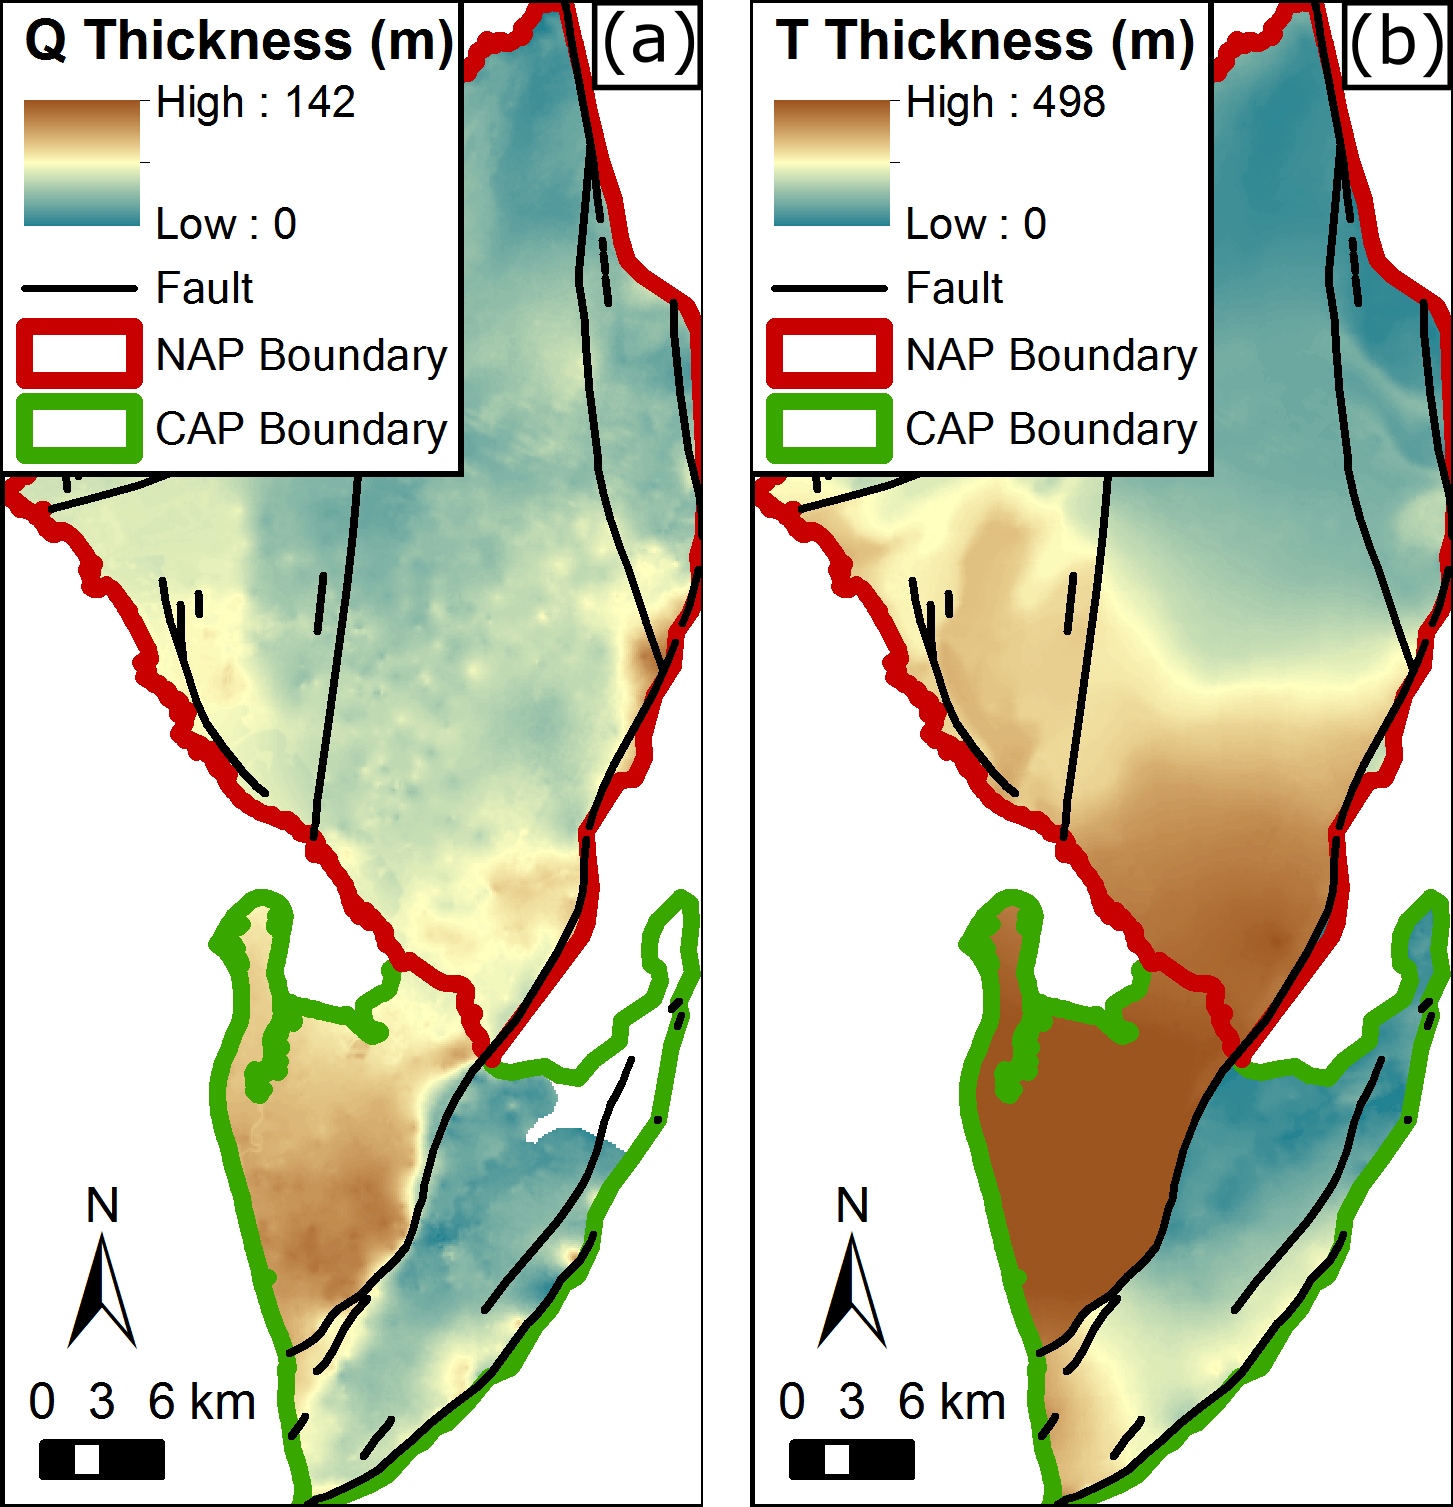 Q Thickness (m)
(a)
High : 142
Low : 0
Fault
NAP Boundary
CAP Boundary
N
0 3 6 km
T Thickness (m)
(b)
High : 498
Low : 0
Fault
NAP Boundary
CAP Boundary
N
0 3 6 km